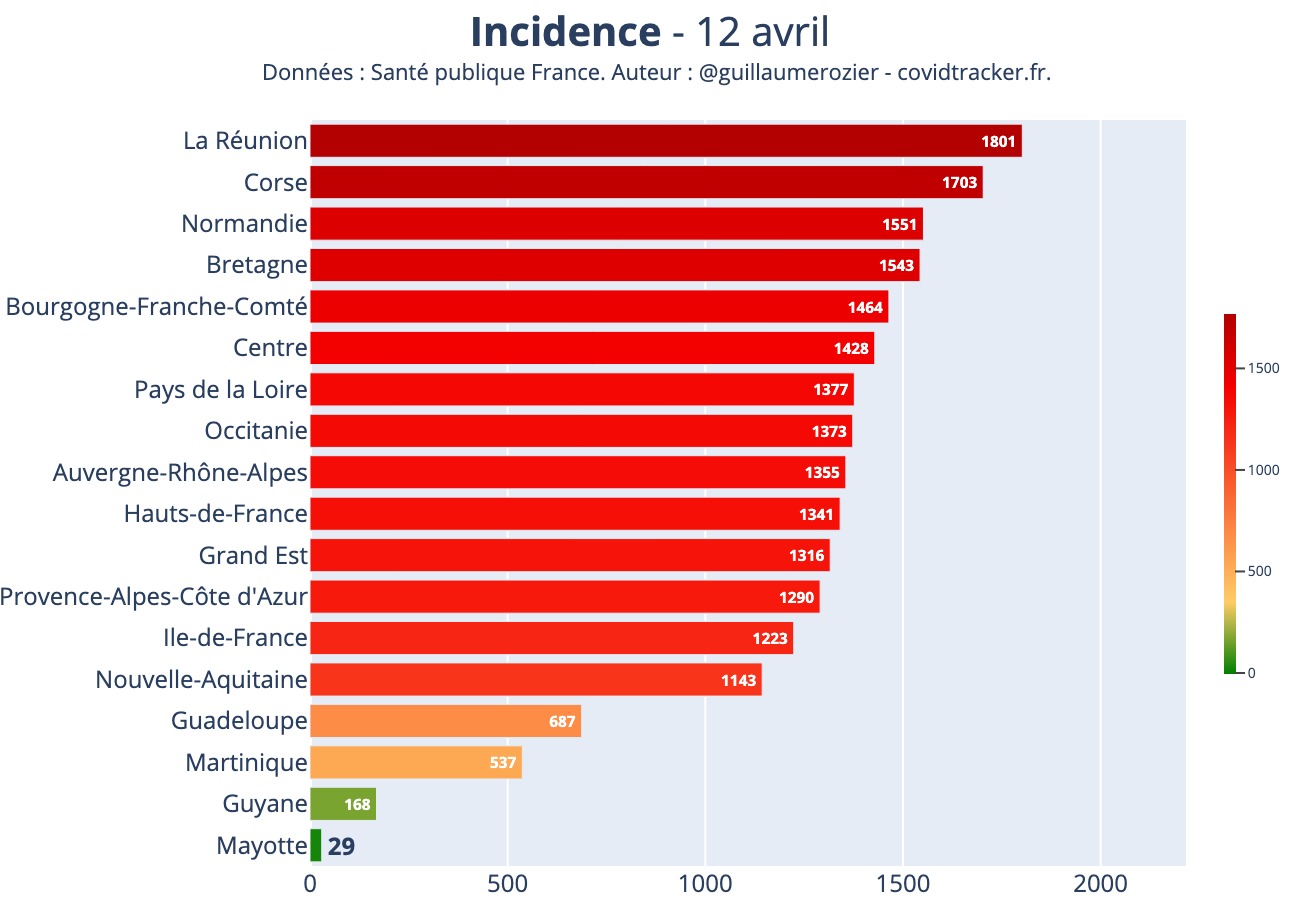 Incidence - 12 avril
Données : Santé publique France. Auteur : @guillaumerozier - covidtracker.fr.
La Réunion 1801
Corse 1703
Normandie 1551
Bretagne 1543
Bourgogne-Franche-Comté 1464
Centre 1428
Pays de la Loire 1377
Occitanie 1373
Auvergne-Rhône-Alpes 1355
Hauts-de-France 1341
Grand Est 1316
Provence-Alpes-Côte d'Azur 1290
Ile-de-France 1223
Nouvelle-Aquitaine 1143
Guadeloupe 687
Martinique 537
Guyane 168
Mayotte 29
0 500 1000 1500 2000
1500
1000
500
0